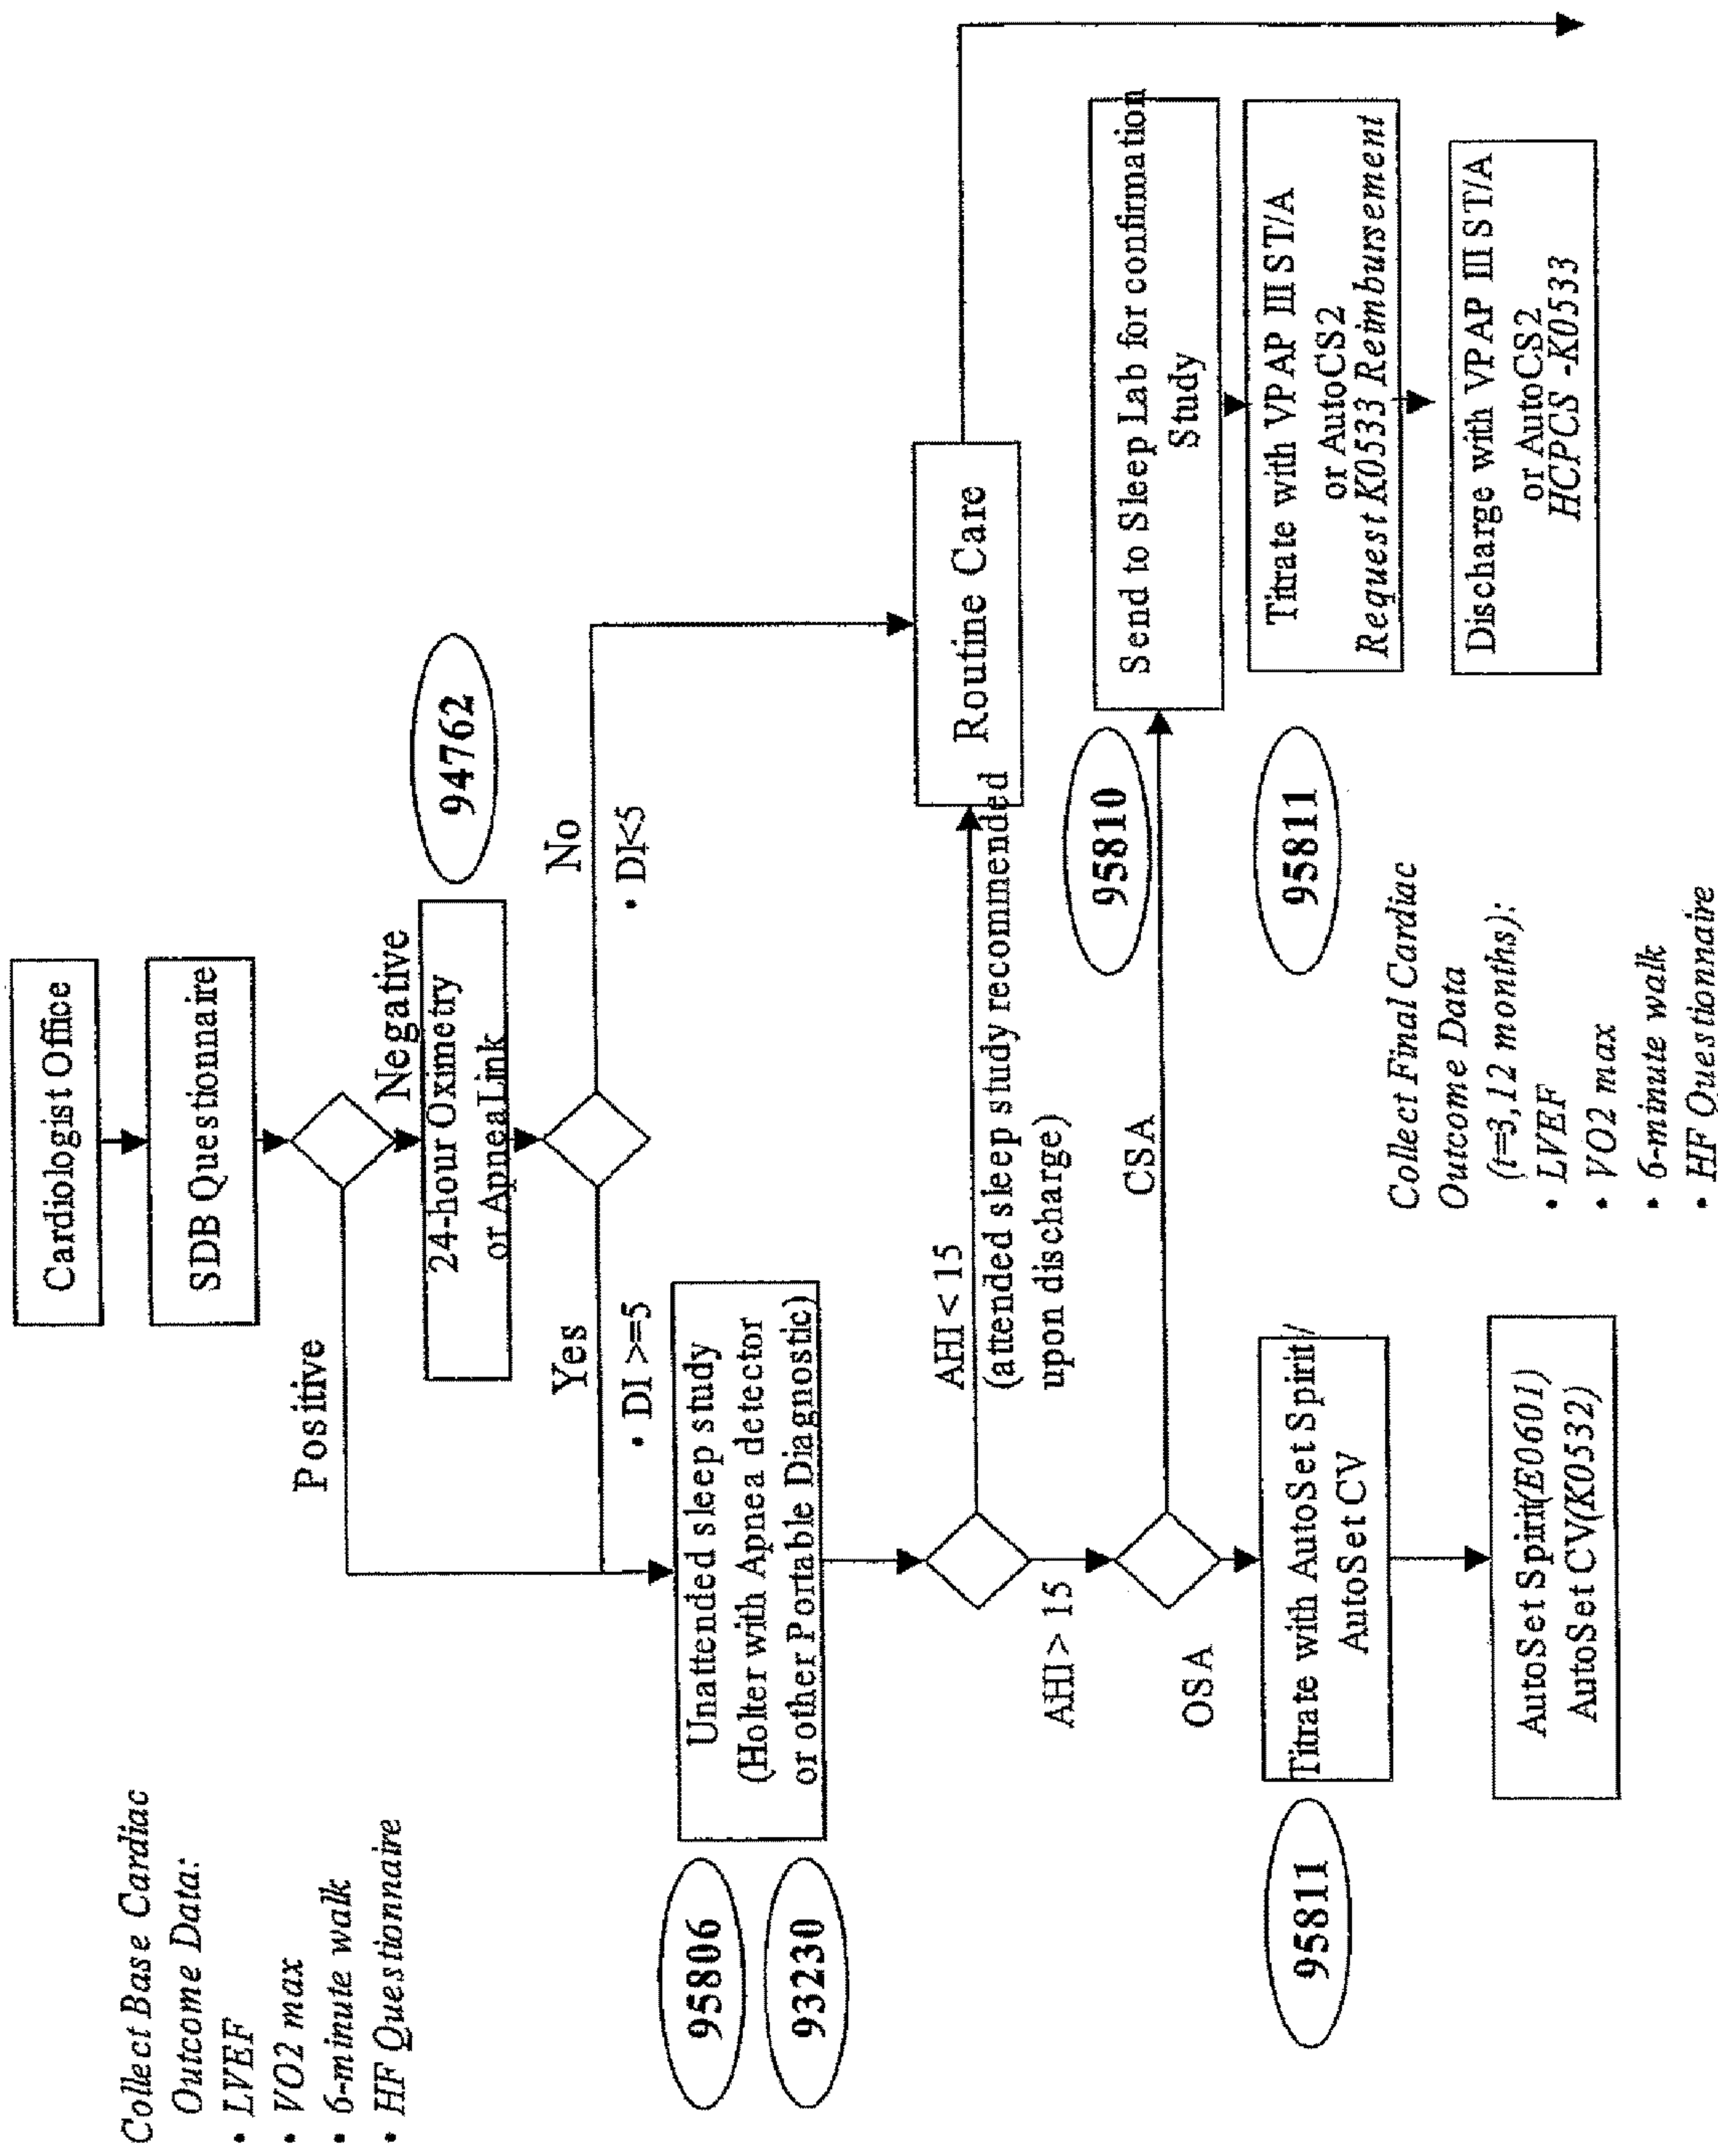 Collect Base Cardiac
Outcome Data:
• LVEF
• VO2 max
• 6-minute walk
• HF Questionnaire
Cardiologist Office
SDB Questionnaire
Positive
Negative
24-hour Oximetry
or ApneaLink
94762
Yes
• DI >=5
No
• DI<5
95806
93230
Unattended sleep study
(Holter with Apnea detector
or other Portable Diagnostic)
AHI < 15
(attended sleep study recommended
upon discharge)
Routine Care
AHI > 15
OSA
CSA
95810
Send to Sleep Lab for confirmation
Study
95811
Titrate with AutoSet Spirit/
AutoSet CV
95811
Titrate with VPAP III ST/A
or AutoCS2
Request K0533 Reimbursement
AutoSet Spirit(E0601)
AutoSet CV(K0532)
Collect Final Cardiac
Outcome Data
(t=3,12 months):
• LVEF
• VO2 max
• 6-minute walk
• HF Questionnaire
Discharge with VPAP III ST/A
or AutoCS2
HCPCS -K0533